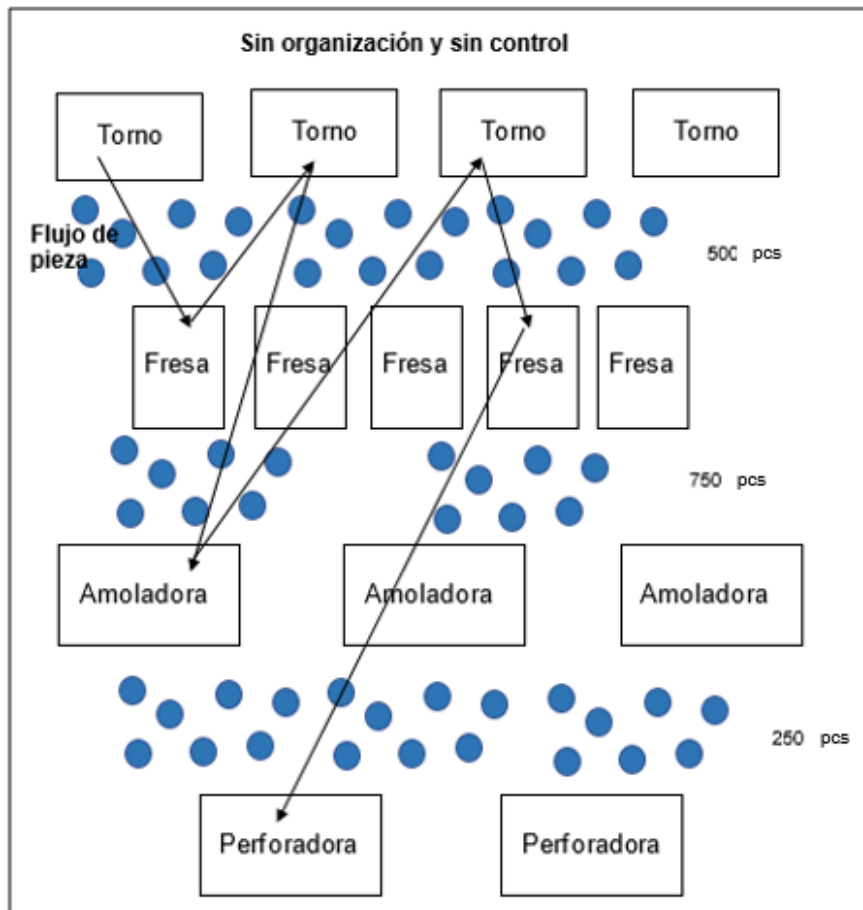 Sin organización y sin control
Torno
Torno
Torno
Torno
Flujo de
pieza
500 pcs
Fresa
Fresa
Fresa
Fresa
Fresa
750 pcs
Amoladora
Amoladora
Amoladora
250 pcs
Perforadora
Perforadora